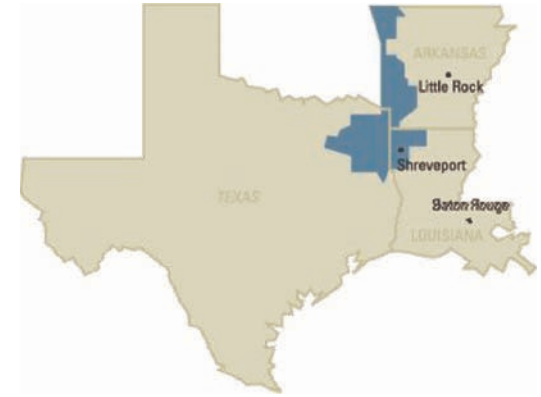 ARKANSAS
Little Rock
Shreveport
TEXAS
Baton Rouge
LOUISIANA